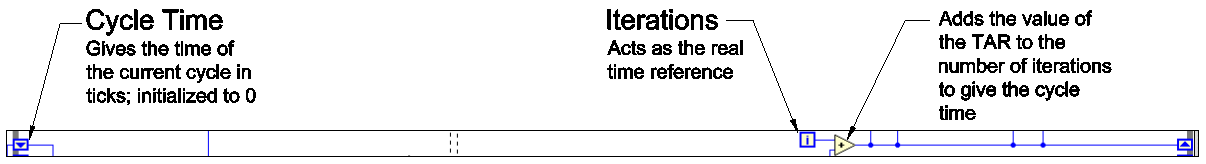 Cycle Time
Gives the time of
the current cycle in
ticks; initialized to 0
Iterations
Acts as the real
time reference
Adds the value of
the TAR to the
number of iterations
to give the cycle
time
i
+